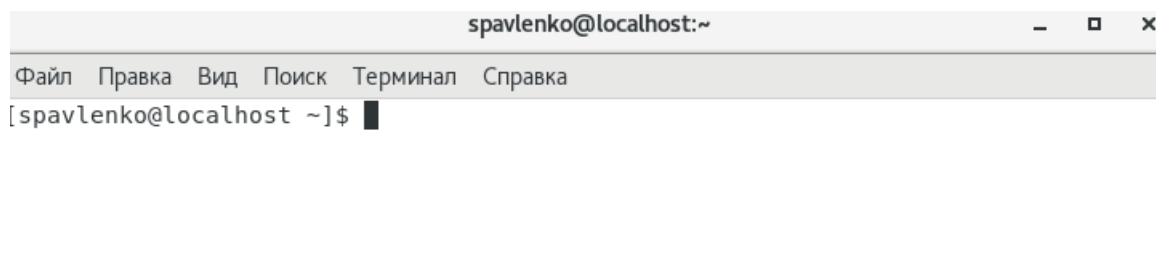 spavlenko@localhost:~
Файл Правка Вид Поиск Терминал Справка
[spavlenko@localhost ~]$